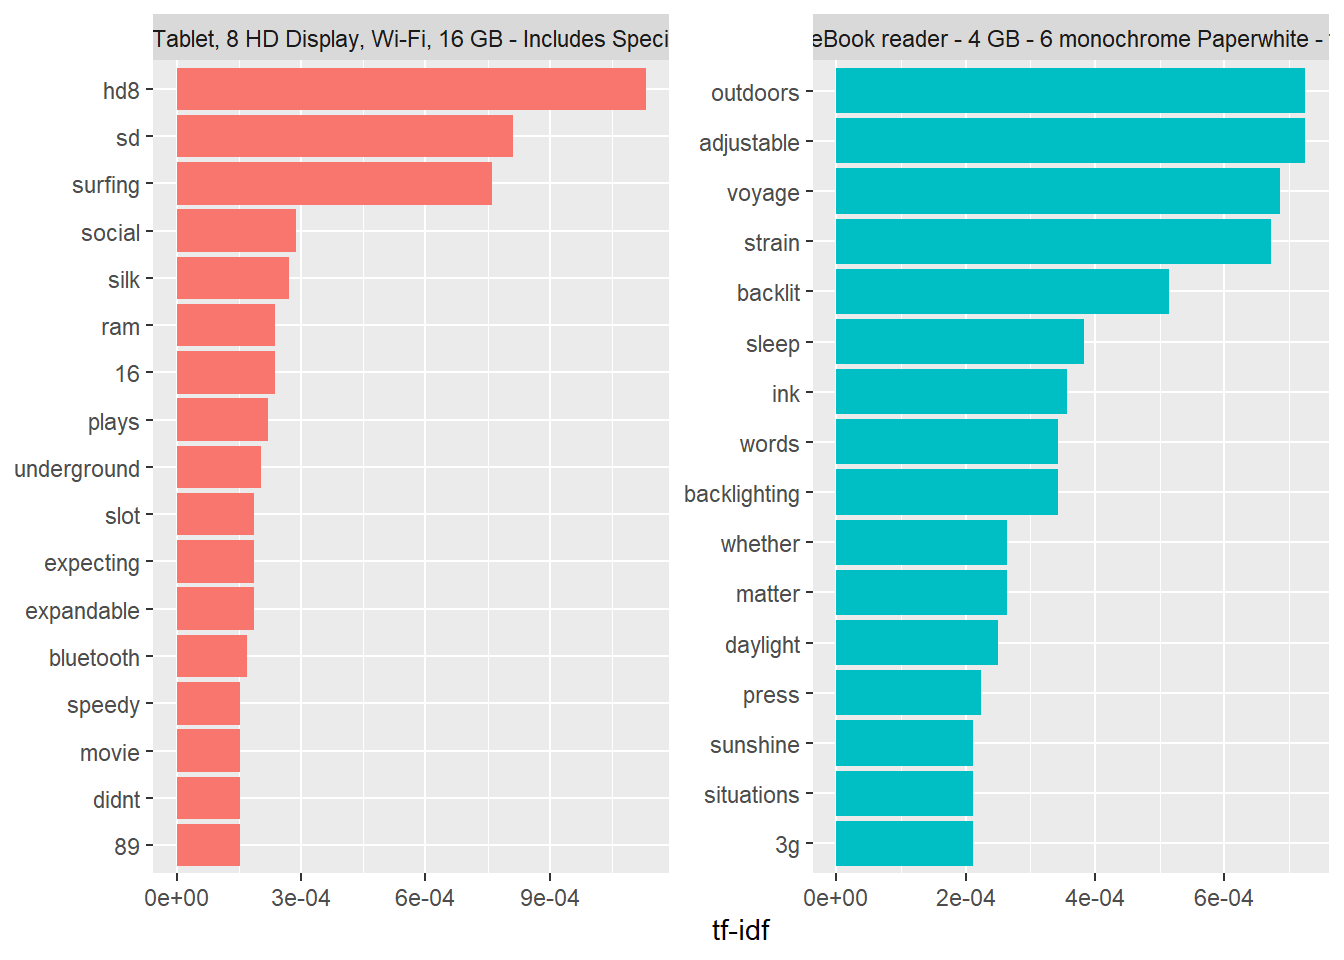 Tablet, 8 HD Display, Wi-Fi, 16 GB - Includes Speci
hd8
sd
surfing
social
silk
ram
16
plays
underground
slot
expecting
expandable
bluetooth
speedy
movie
didnt
89
0e+00 3e-04 6e-04 9e-04
eBook reader - 4 GB - 6 monochrome Paperwhite -
outdoors
adjustable
voyage
strain
backlit
sleep
ink
words
backlighting
whether
matter
daylight
press
sunshine
situations
3g
0e+00 2e-04 4e-04 6e-04
tf-idf